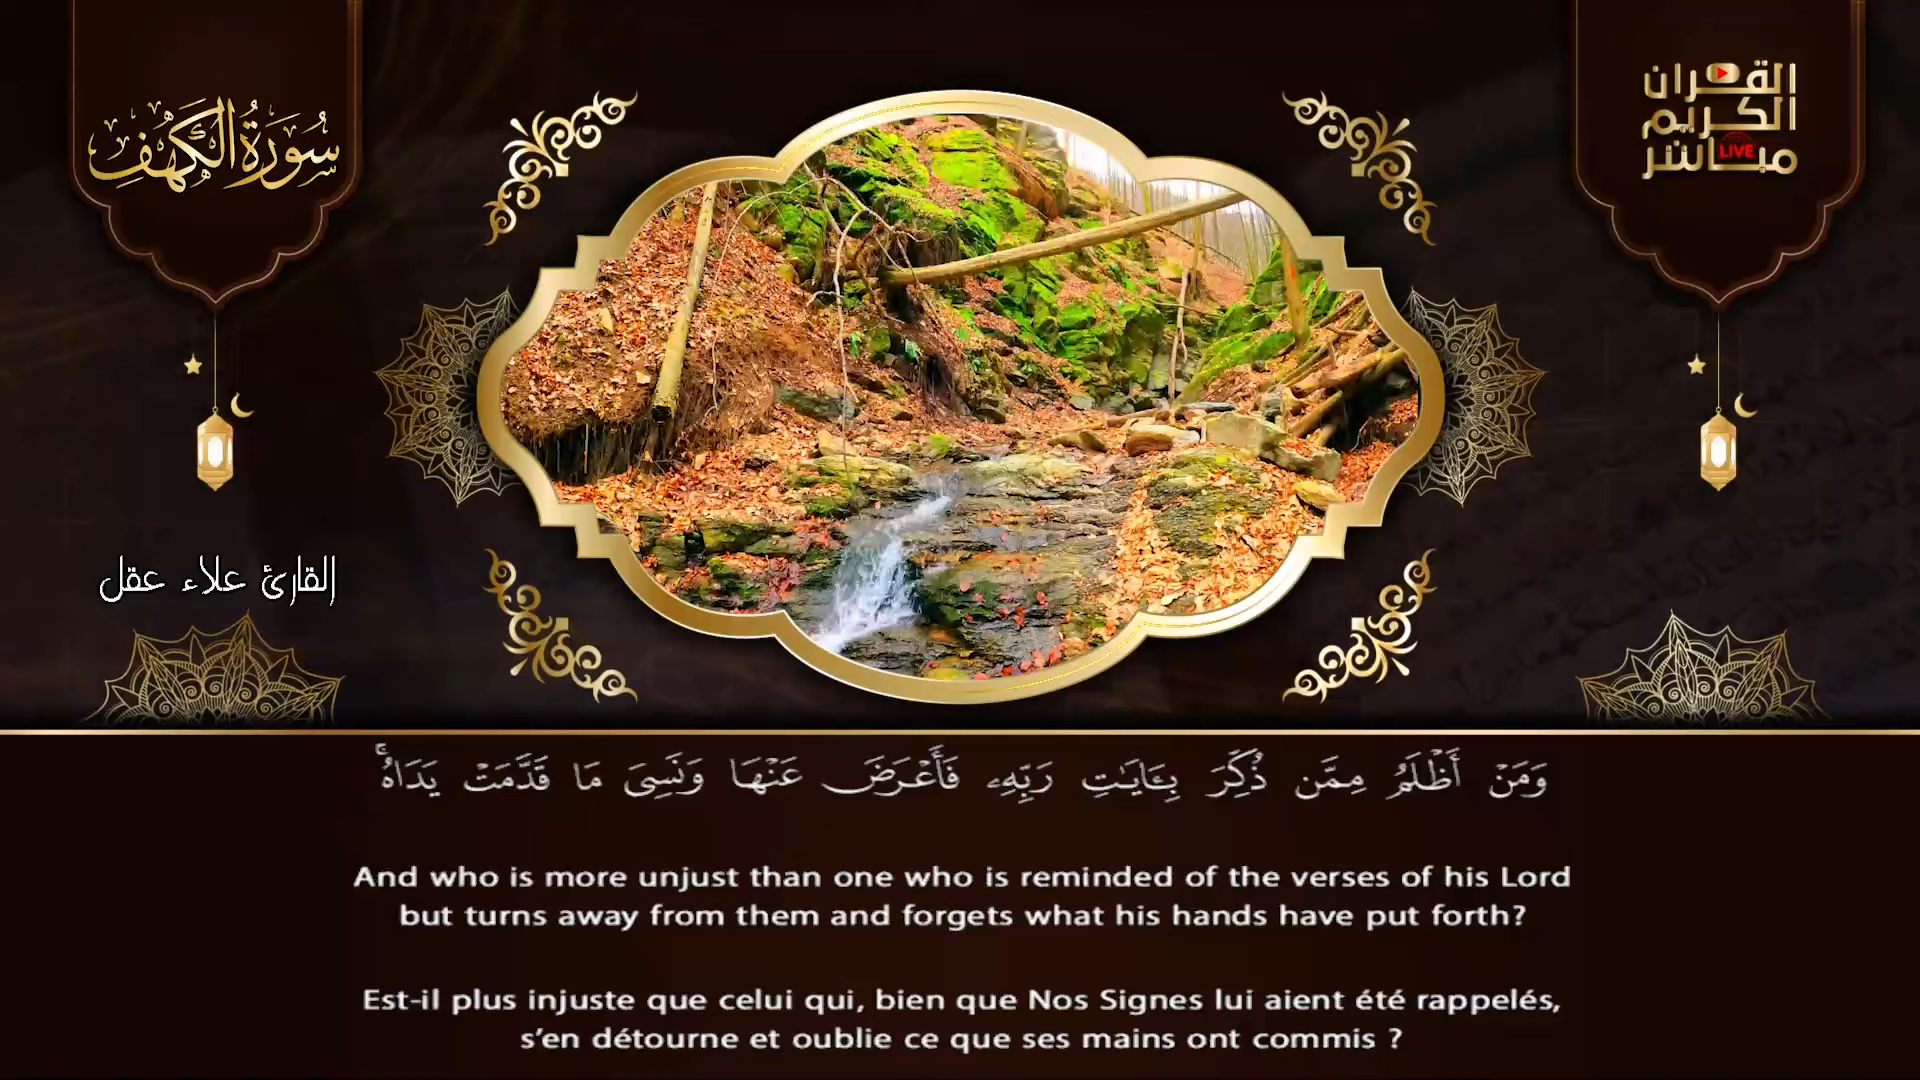 سُورَةُ الكَهْفِ
القرآن
الكريم
مباشر
LIVE
القارئ علاء عقل
وَمَنْ أَظْلَمُ مِمَّن ذُكِّرَ بِـَٔايَـٰتِ رَبِّهِۦ فَأَعْرَضَ عَنْهَا وَنَسِىَ مَا قَدَّمَتْ يَدَاهُ ۚ
And who is more unjust than one who is reminded of the verses of his Lord
but turns away from them and forgets what his hands have put forth?
Est-il plus injuste que celui qui, bien que Nos Signes lui aient été rappelés,
s’en détourne et oublie ce que ses mains ont commis ?